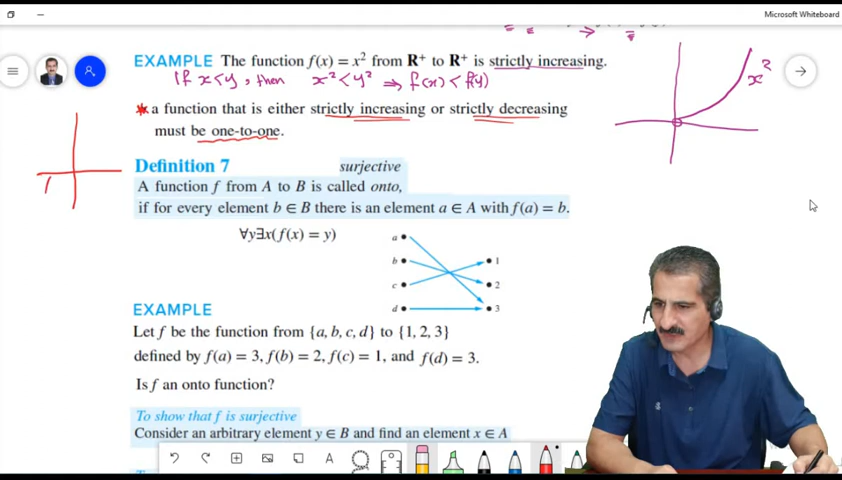 Microsoft Whiteboard
EXAMPLE The function f(x) = x² from R⁺ to R⁺ is strictly increasing.
If x<y, then x² < y² ⇒ f(x) < f(y)
x²
* a function that is either strictly increasing or strictly decreasing
must be one-to-one.
Definition 7 surjective
A function f from A to B is called onto,
if for every element b ∈ B there is an element a ∈ A with f(a) = b.
∀y∃x(f(x) = y)
a
b 1
c 2
d 3
EXAMPLE
Let f be the function from {a, b, c, d} to {1, 2, 3}
defined by f(a) = 3, f(b) = 2, f(c) = 1, and f(d) = 3.
Is f an onto function?
To show that f is surjective
Consider an arbitrary element y ∈ B and find an element x ∈ A